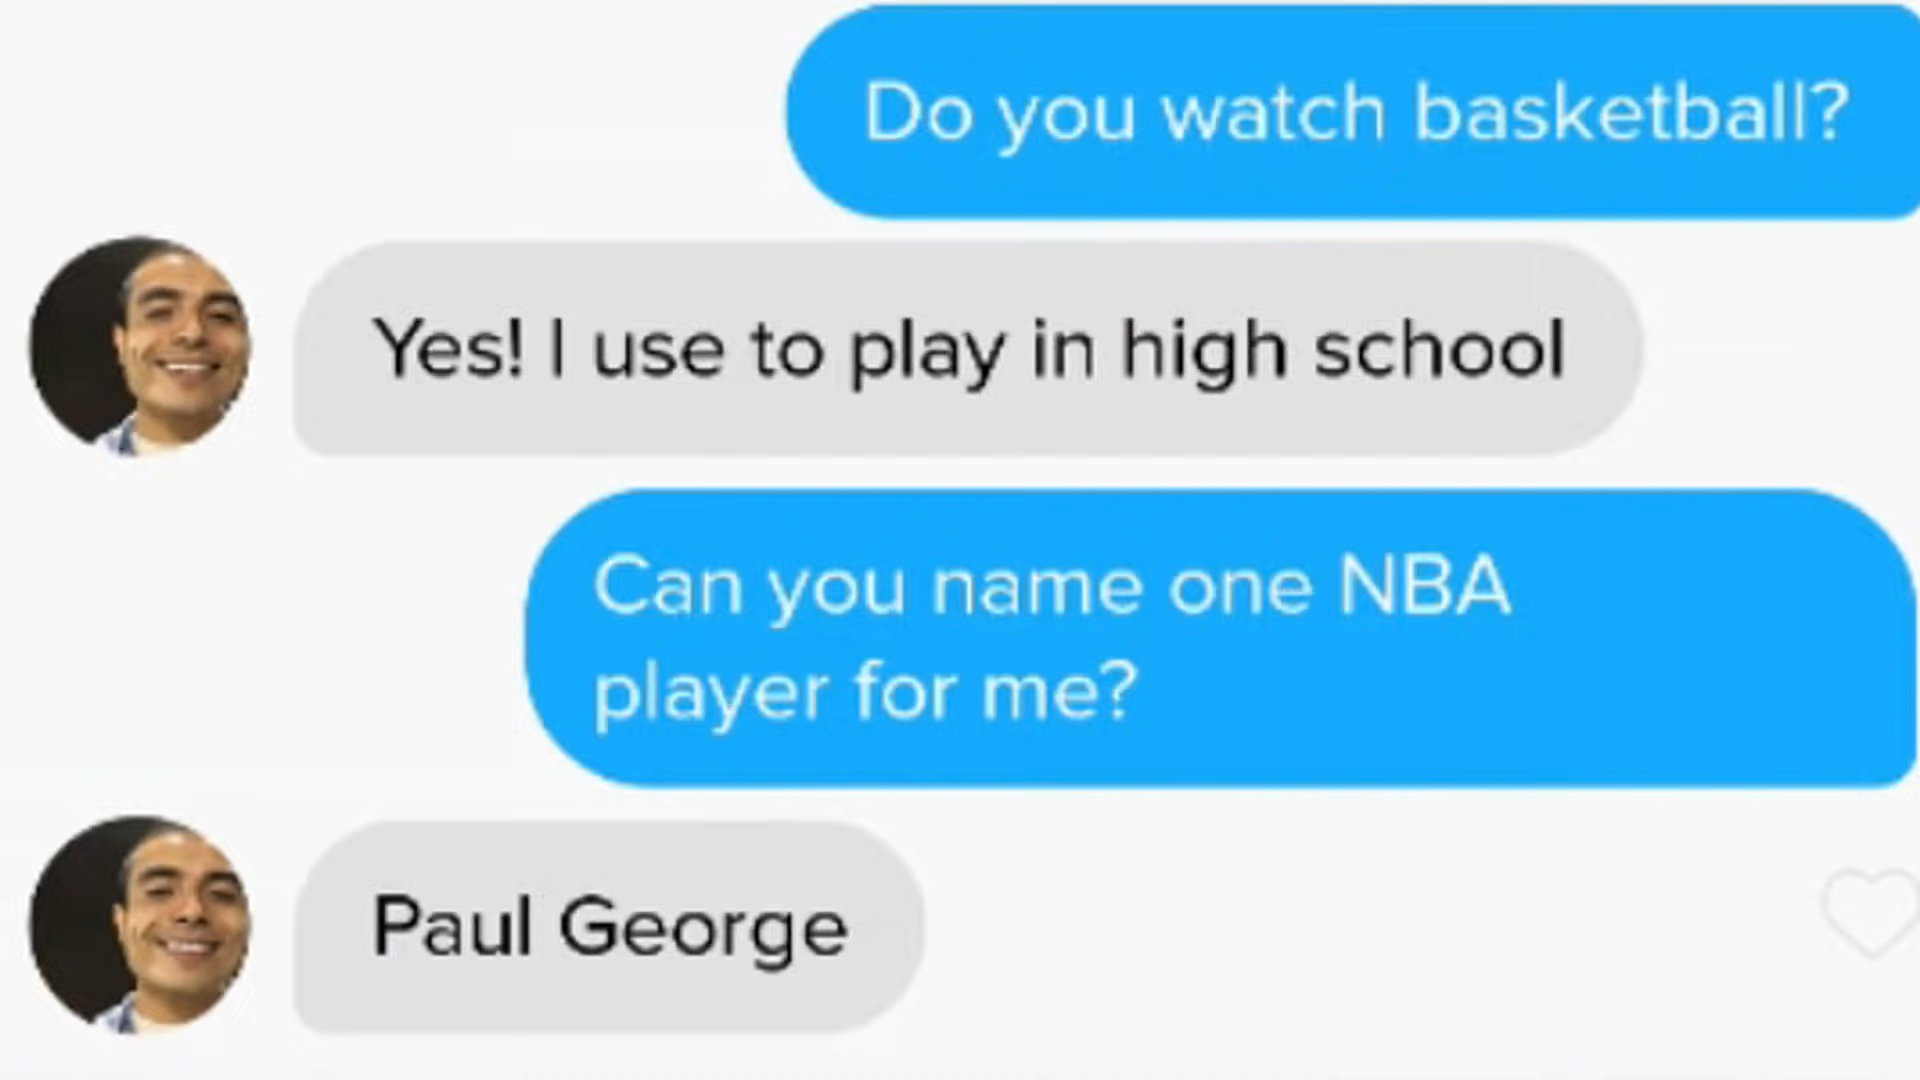 Do you watch basketball?
Yes! I use to play in high school
Can you name one NBA
player for me?
Paul George